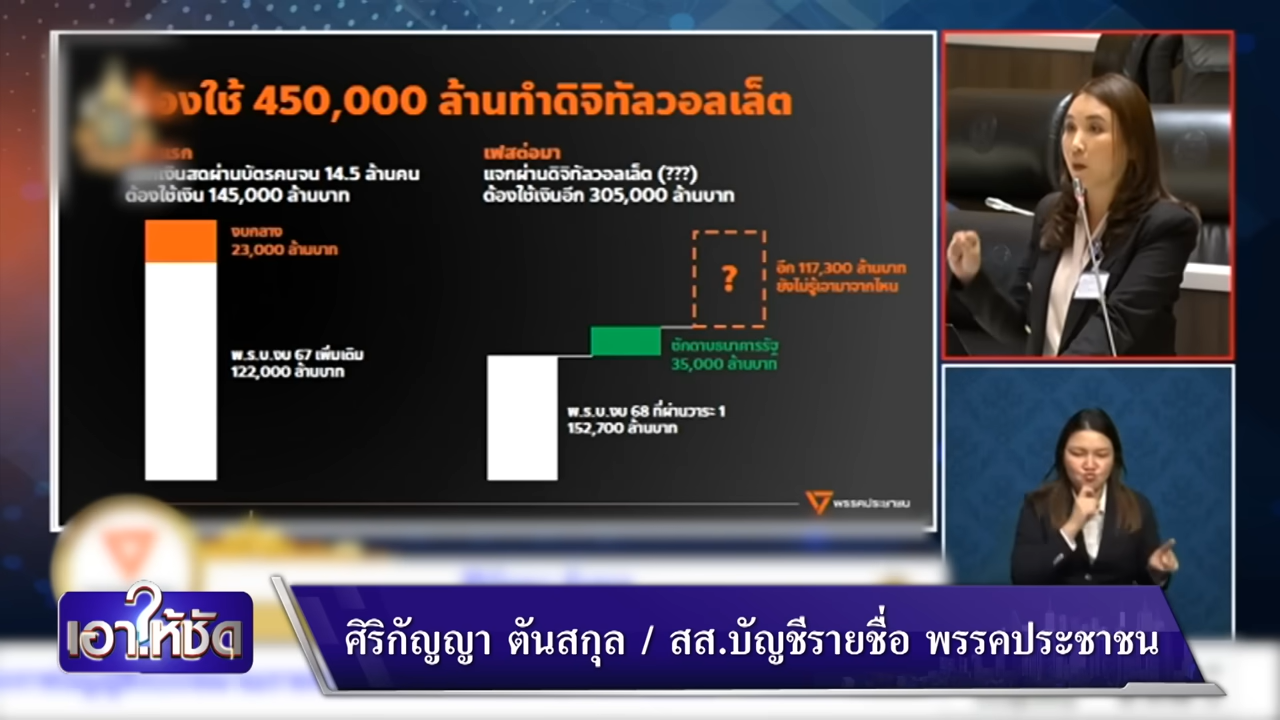 ต้องใช้ 450,000 ล้านทำดิจิทัลวอลเล็ต
เงินสดผ่านบัตรคนจน 14.5 ล้านคน
ต้องใช้เงิน 145,000 ล้านบาท
งบกลาง
23,000 ล้านบาท
พ.ร.บ.งบ 67 เพิ่มเติม
122,000 ล้านบาท
เฟสต่อมา
แจกผ่านดิจิทัลวอลเล็ต (???)
ต้องใช้เงินอีก 305,000 ล้านบาท
?
อีก 117,300 ล้านบาท
ยังไม่รู้เอามาจากไหน
ชักดาบธนาคารรัฐ
35,000 ล้านบาท
พ.ร.บ.งบ 68 ที่ผ่านวาระ 1
152,700 ล้านบาท
พรรคประชาชน
เอาให้ชัด
ศิริกัญญา ตันสกุล / สส.บัญชีรายชื่อ พรรคประชาชน